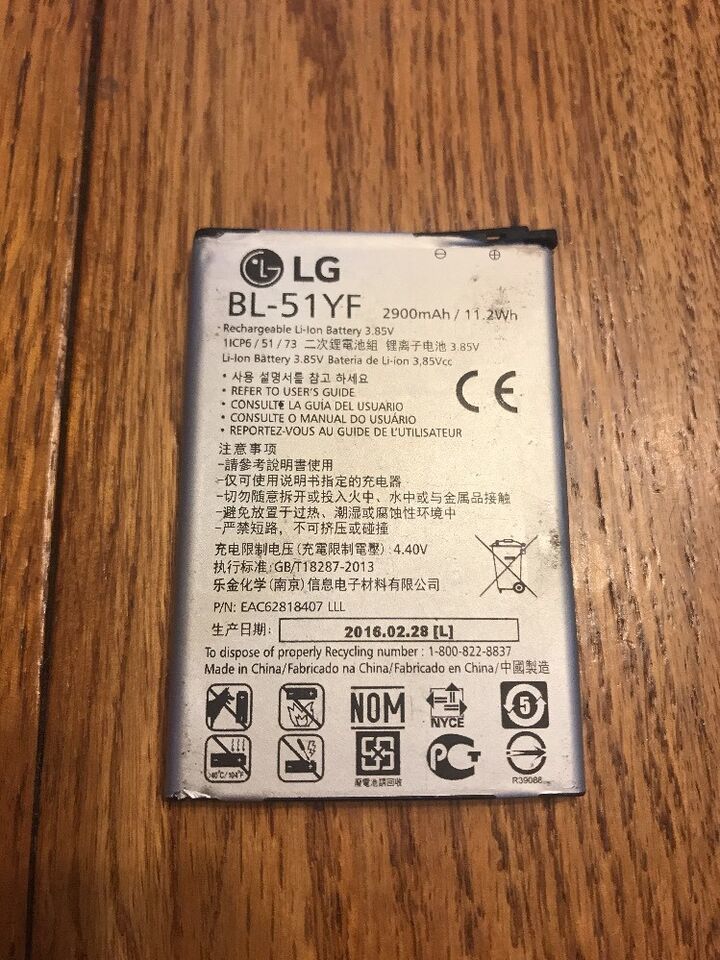 LG
BL-51YF 2900mAh / 11.2Wh
Rechargeable Li-Ion Battery 3.85V
1ICP6 / 51 / 73 二次鋰電池組 锂离子电池 3.85V
Li-Ion Battery 3.85V Bateria de Li-ion 3,85Vcc
• 사용 설명서를 참고 하세요
• REFER TO USER'S GUIDE
• CONSULTE LA GUÍA DEL USUARIO
• CONSULTE O MANUAL DO USUÁRIO
• REPORTEZ-VOUS AU GUIDE DE L'UTILISATEUR
CE
注意事项
-請參考說明書使用
-仅可使用说明书指定的充电器
-切勿随意拆开或投入火中、水中或与金属品接触
-避免放置于过热、潮湿或腐蚀性环境中
-严禁短路，不可挤压或碰撞
充电限制电压(充電限制電壓): 4.40V
执行标准: GB/T18287-2013
乐金化学(南京)信息电子材料有限公司
P/N: EAC62818407 LLL
生产日期: 2016.02.28 [L]
To dispose of properly Recycling number : 1-800-822-8837
Made in China/Fabricado na China/Fabricado en China/中國製造
NOM
NYCE
5
>40°C/104°F
廢電池請回收
PCT
R39086